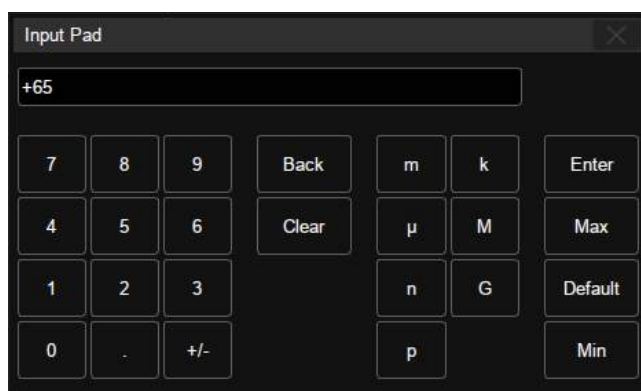 Input Pad
+65
7 8 9 Back m k Enter
4 5 6 Clear µ M Max
1 2 3 n G Default
0 . +/- p Min